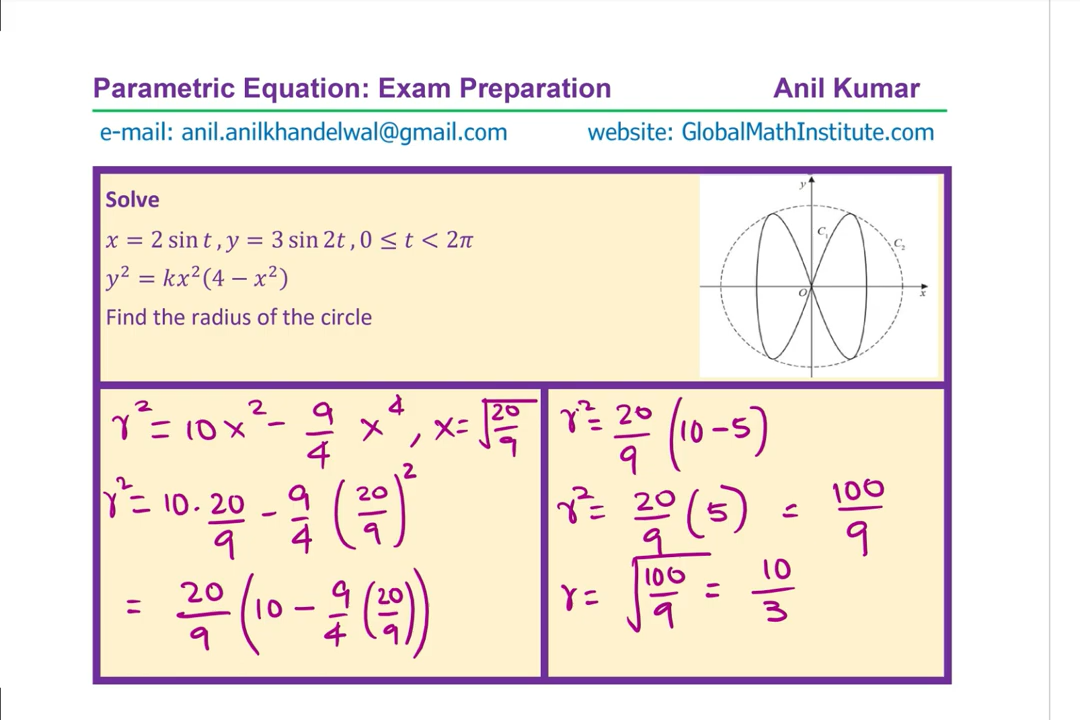 Parametric Equation: Exam Preparation Anil Kumar
e-mail: anil.anilkhandelwal@gmail.com website: GlobalMathInstitute.com
Solve
x = 2 sin t , y = 3 sin 2t , 0 ≤ t < 2π
y² = kx²(4 − x²)
Find the radius of the circle
y
C₁
C₂
O
x
r² = 10x² − 9/4 x⁴, x = √(20/9)
r² = 10·20/9 − 9/4 (20/9)²
= 20/9 (10 − 9/4 (20/9))
r² = 20/9 (10 − 5)
r² = 20/9 (5) = 100/9
r = √(100/9) = 10/3